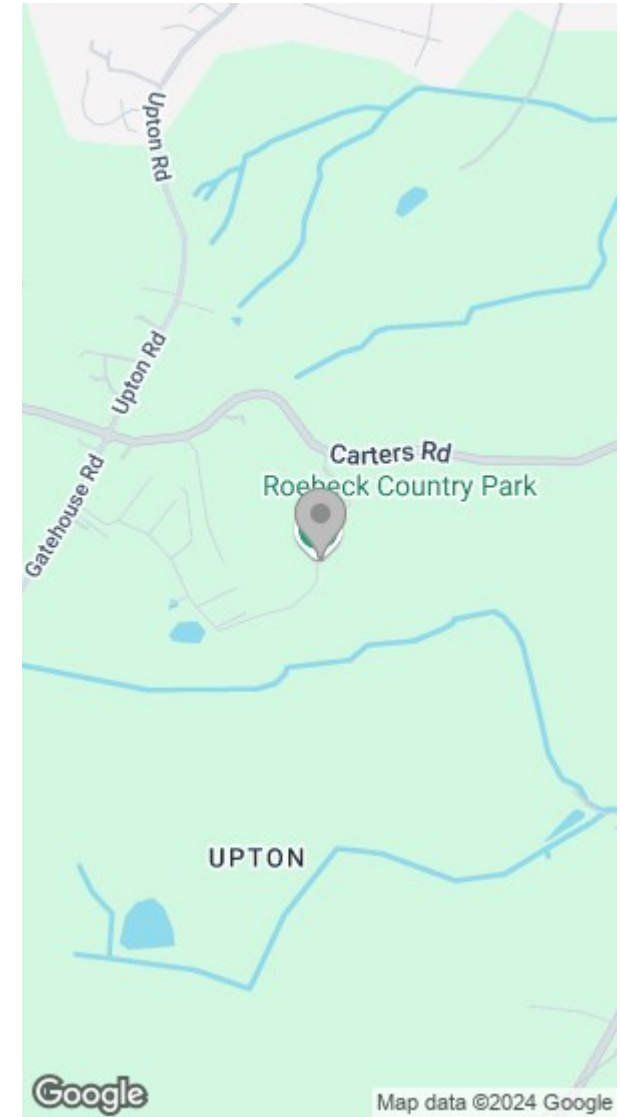 Upton Rd
Upton Rd
Carters Rd
Roebeck Country Park
Gatehouse Rd
UPTON
Google
Map data ©2024 Google